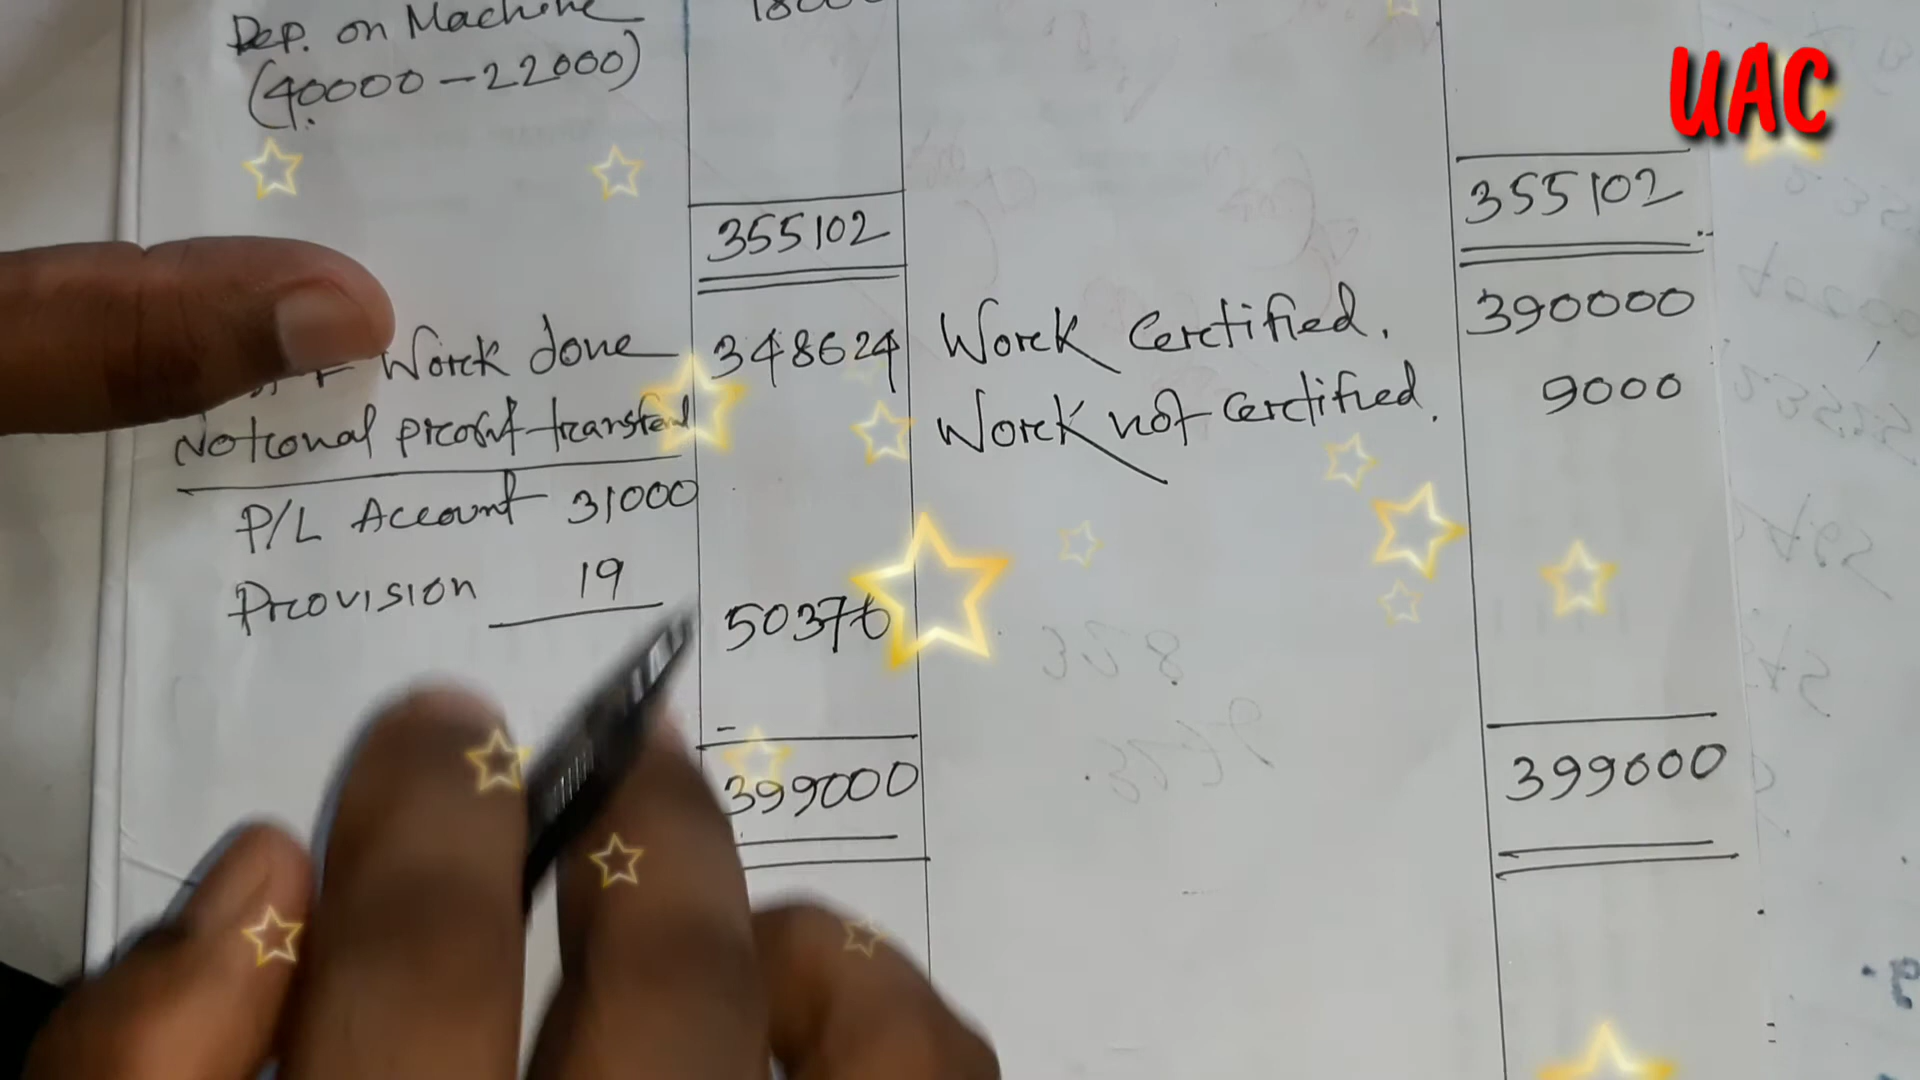 Dep. on Machine
(40000-22000)
UAC
355102
355102
Work done 348624 Work Certified. 390000
Notional profit transferred Work not Certified. 9000
P/L Account 31000
Provision 19
50376
399000
399000